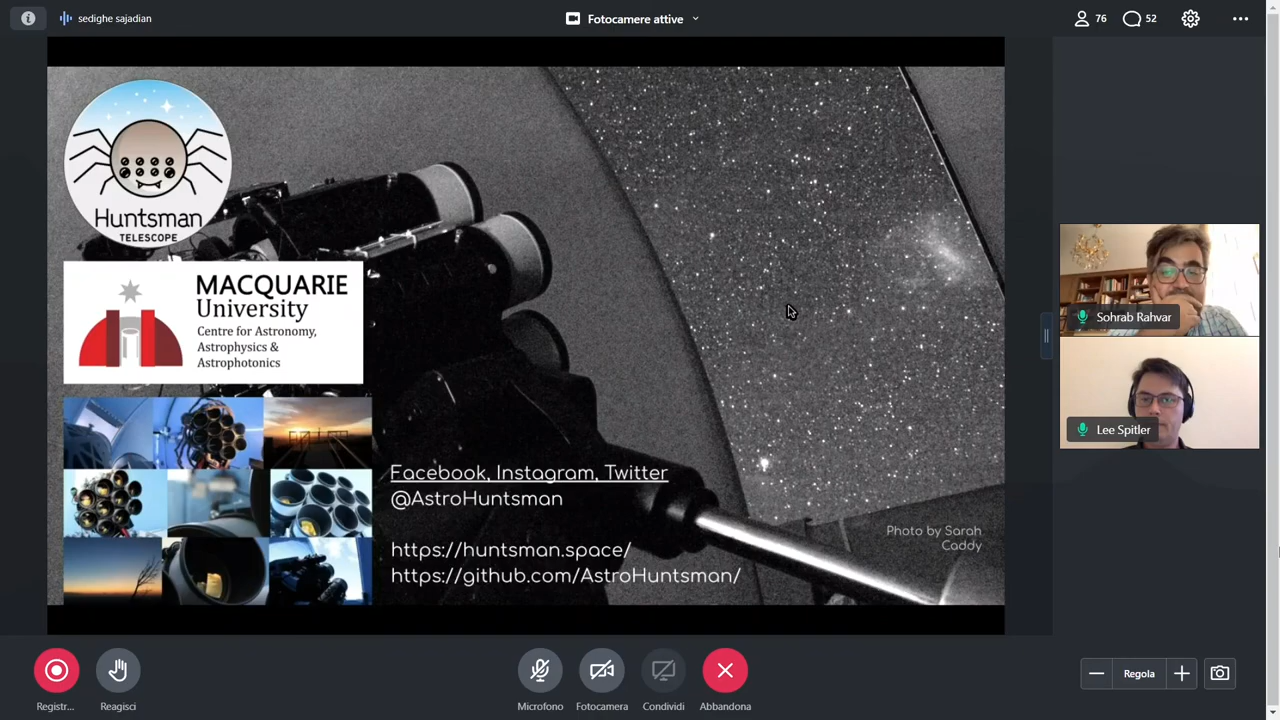 sedighe sajadian
Fotocamere attive
76
52
Huntsman
TELESCOPE
MACQUARIE
University
Centre for Astronomy,
Astrophysics &
Astrophotonics
Facebook, Instagram, Twitter
@AstroHuntsman
https://huntsman.space/
https://github.com/AstroHuntsman/
Photo by Sarah
Caddy
Sohrab Rahvar
Lee Spitler
Registr...
Reagisci
Microfono
Fotocamera
Condividi
Abbandona
Regola